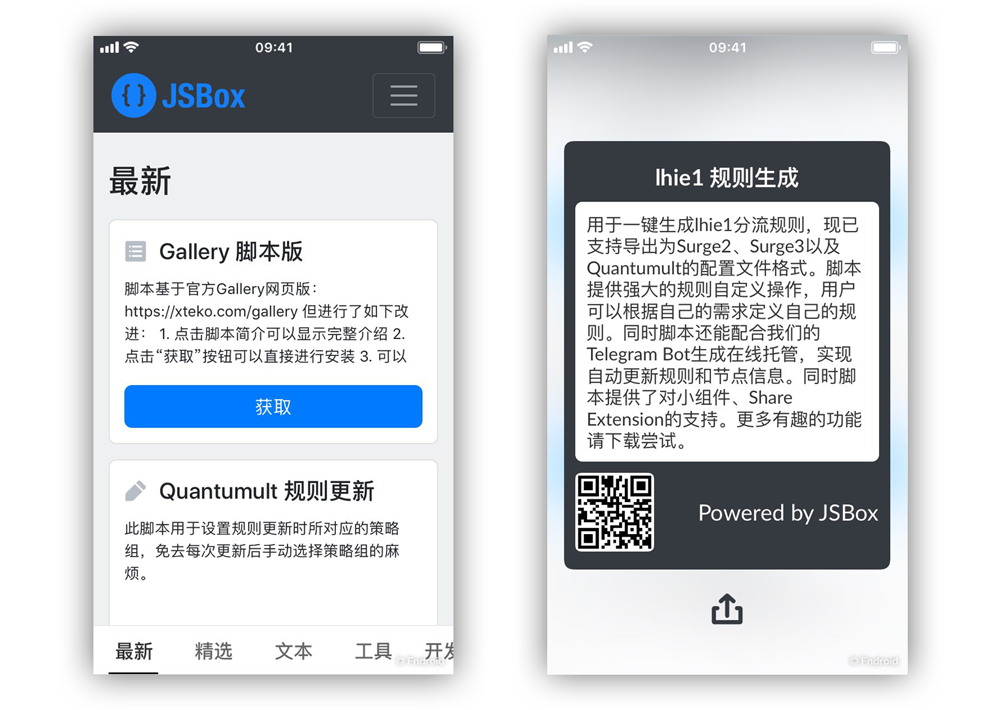 09:41
JSBox
最新
Gallery 脚本版
脚本基于官方Gallery网页版：
https://xteko.com/gallery 但进行了如下改
进： 1. 点击脚本简介可以显示完整介绍 2.
点击“获取”按钮可以直接进行安装 3. 可以
获取
Quantumult 规则更新
此脚本用于设置规则更新时所对应的策略
组，免去每次更新后手动选择策略组的麻
烦。
最新 精选 文本 工具 开发
© Fndroid
09:41
lhie1 规则生成
用于一键生成lhie1分流规则，现已
支持导出为Surge2、Surge3以及
Quantumult的配置文件格式。脚本
提供强大的规则自定义操作，用户
可以根据自己的需求定义自己的规
则。同时脚本还能配合我们的
Telegram Bot生成在线托管，实现
自动更新规则和节点信息。同时脚
本提供了对小组件、Share
Extension的支持。更多有趣的功能
请下载尝试。
Powered by JSBox
© Fndroid